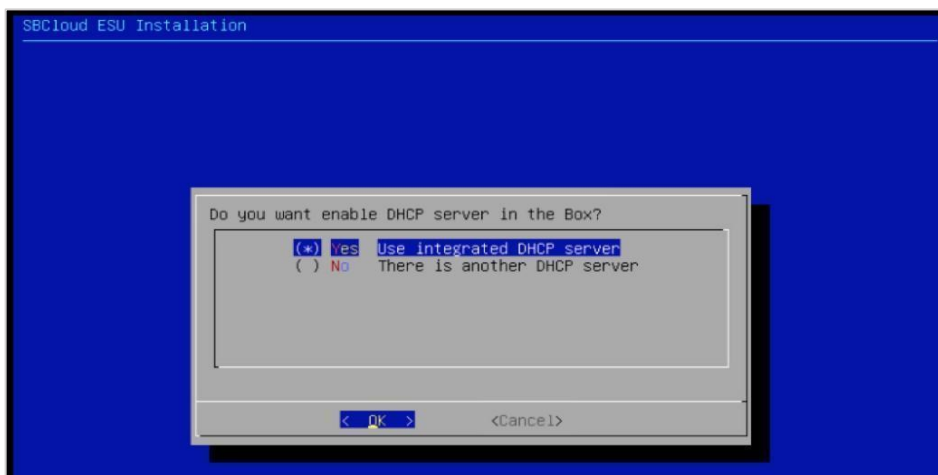 SBCloud ESU Installation
Do you want enable DHCP server in the Box?
(*) Yes Use integrated DHCP server
( ) No There is another DHCP server
< OK > <Cancel>